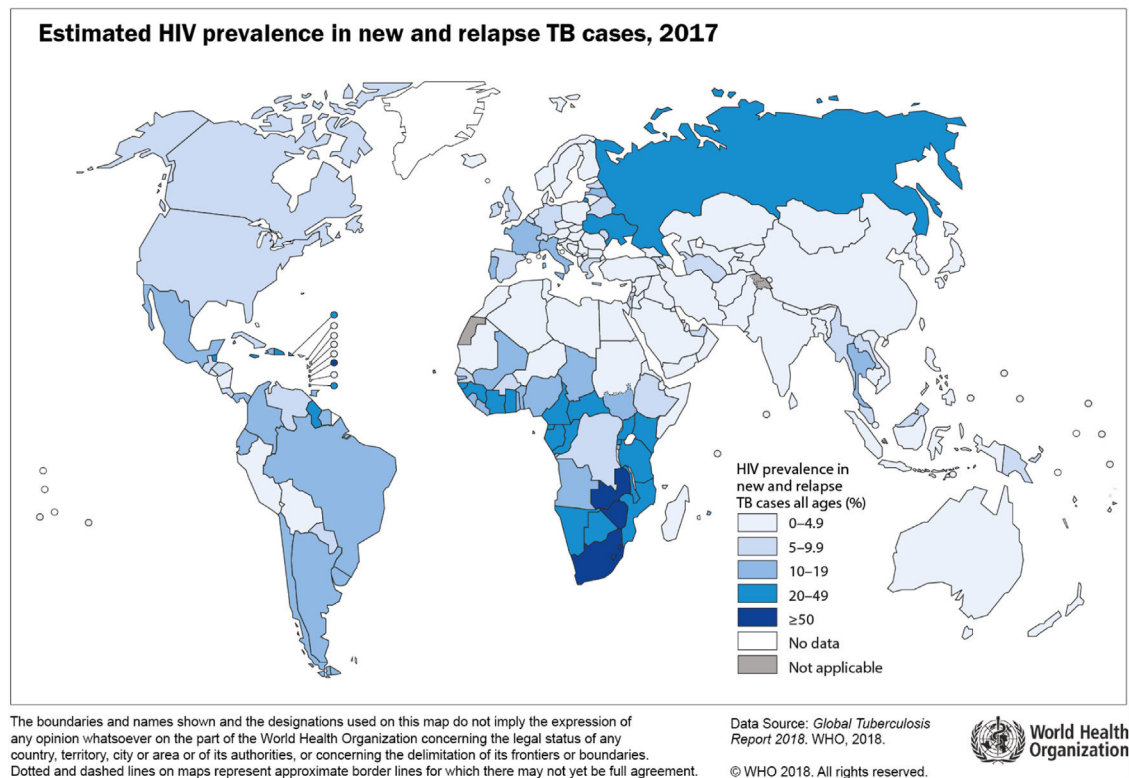 Estimated HIV prevalence in new and relapse TB cases, 2017
HIV prevalence in
new and relapse
TB cases all ages (%)
0–4.9
5–9.9
10–19
20–49
≥50
No data
Not applicable
The boundaries and names shown and the designations used on this map do not imply the expression of
any opinion whatsoever on the part of the World Health Organization concerning the legal status of any
country, territory, city or area or of its authorities, or concerning the delimitation of its frontiers or boundaries.
Dotted and dashed lines on maps represent approximate border lines for which there may not yet be full agreement.
Data Source: Global Tuberculosis
Report 2018. WHO, 2018.
© WHO 2018. All rights reserved.
World Health
Organization